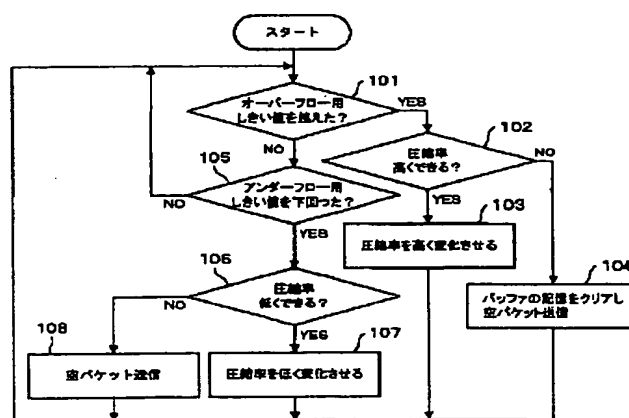 スタート
101
オーバーフロー用
しきい値を越えた？
YES
102
NO
圧縮率
高くできる？
NO
105
アンダーフロー用
しきい値を下回った？
NO
YES
103
圧縮率を高く変化させる
YES
104
バッファの記憶をクリアし
空パケット送信
106
圧縮率
低くできる？
NO
YES
107
圧縮率を低く変化させる
108
空パケット送信